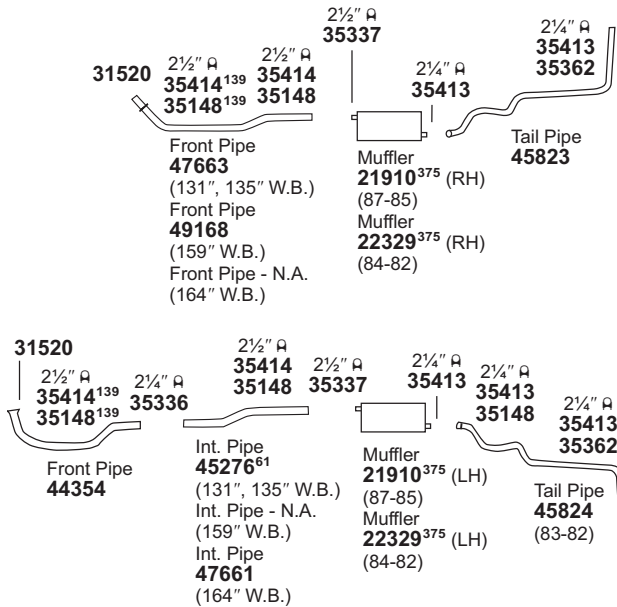 31520
2½″
35414¹³⁹
35148¹³⁹
2½″
35414
35148
2½″
35337
2¼″
35413
2¼″
35413
35362
Front Pipe
47663
(131″, 135″ W.B.)
Front Pipe
49168
(159″ W.B.)
Front Pipe - N.A.
(164″ W.B.)
Muffler
21910³⁷⁵ (RH)
(87-85)
Muffler
22329³⁷⁵ (RH)
(84-82)
Tail Pipe
45823
31520
2½″
35414¹³⁹
35148¹³⁹
2¼″
35336
2½″
35414
35148
2½″
35337
2¼″
35413
2¼″
35413
35148
2¼″
35413
35362
Front Pipe
44354
Int. Pipe
45276⁶¹
(131″, 135″ W.B.)
Int. Pipe - N.A.
(159″ W.B.)
Int. Pipe
47661
(164″ W.B.)
Muffler
21910³⁷⁵ (LH)
(87-85)
Muffler
22329³⁷⁵ (LH)
(84-82)
Tail Pipe
45824
(83-82)